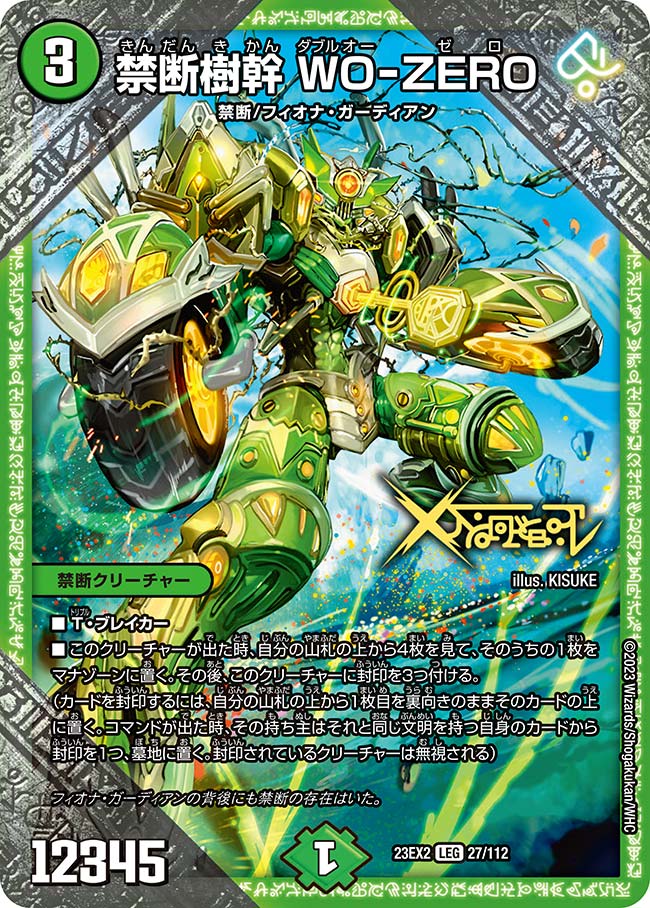 3
きんだんきかん ダブルオー ゼロ
禁断樹幹 WO-ZERO
禁断/フィオナ・ガーディアン
illus. KISUKE
禁断クリーチャー
■T・ブレイカー
■このクリーチャーが出た時、自分の山札の上から4枚を見て、そのうちの1枚を
マナゾーンに置く。その後、このクリーチャーに封印を3つ付ける。
(カードを封印するには、自分の山札の上から1枚目を裏向きのままそのカードの上
に置く。コマンドが出た時、その持ち主はそれと同じ文明を持つ自身のカードから
封印を1つ、墓地に置く。封印されているクリーチャーは無視される)
フィオナ・ガーディアンの背後にも禁断の存在はいた。
12345
1
23EX2 LEG 27/112
©2023 Wizards/Shogakukan/WHC